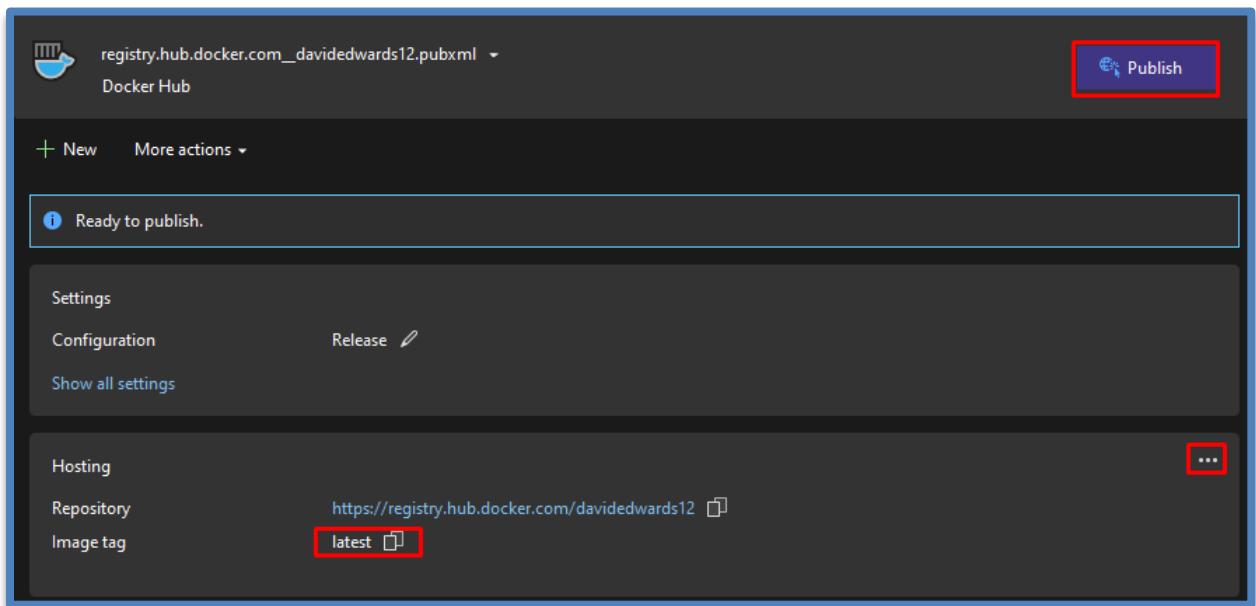 registry.hub.docker.com__davidedwards12.pubxml
Docker Hub
Publish
New More actions
Ready to publish.
Settings
Configuration Release
Show all settings
Hosting
Repository https://registry.hub.docker.com/davidedwards12
Image tag latest